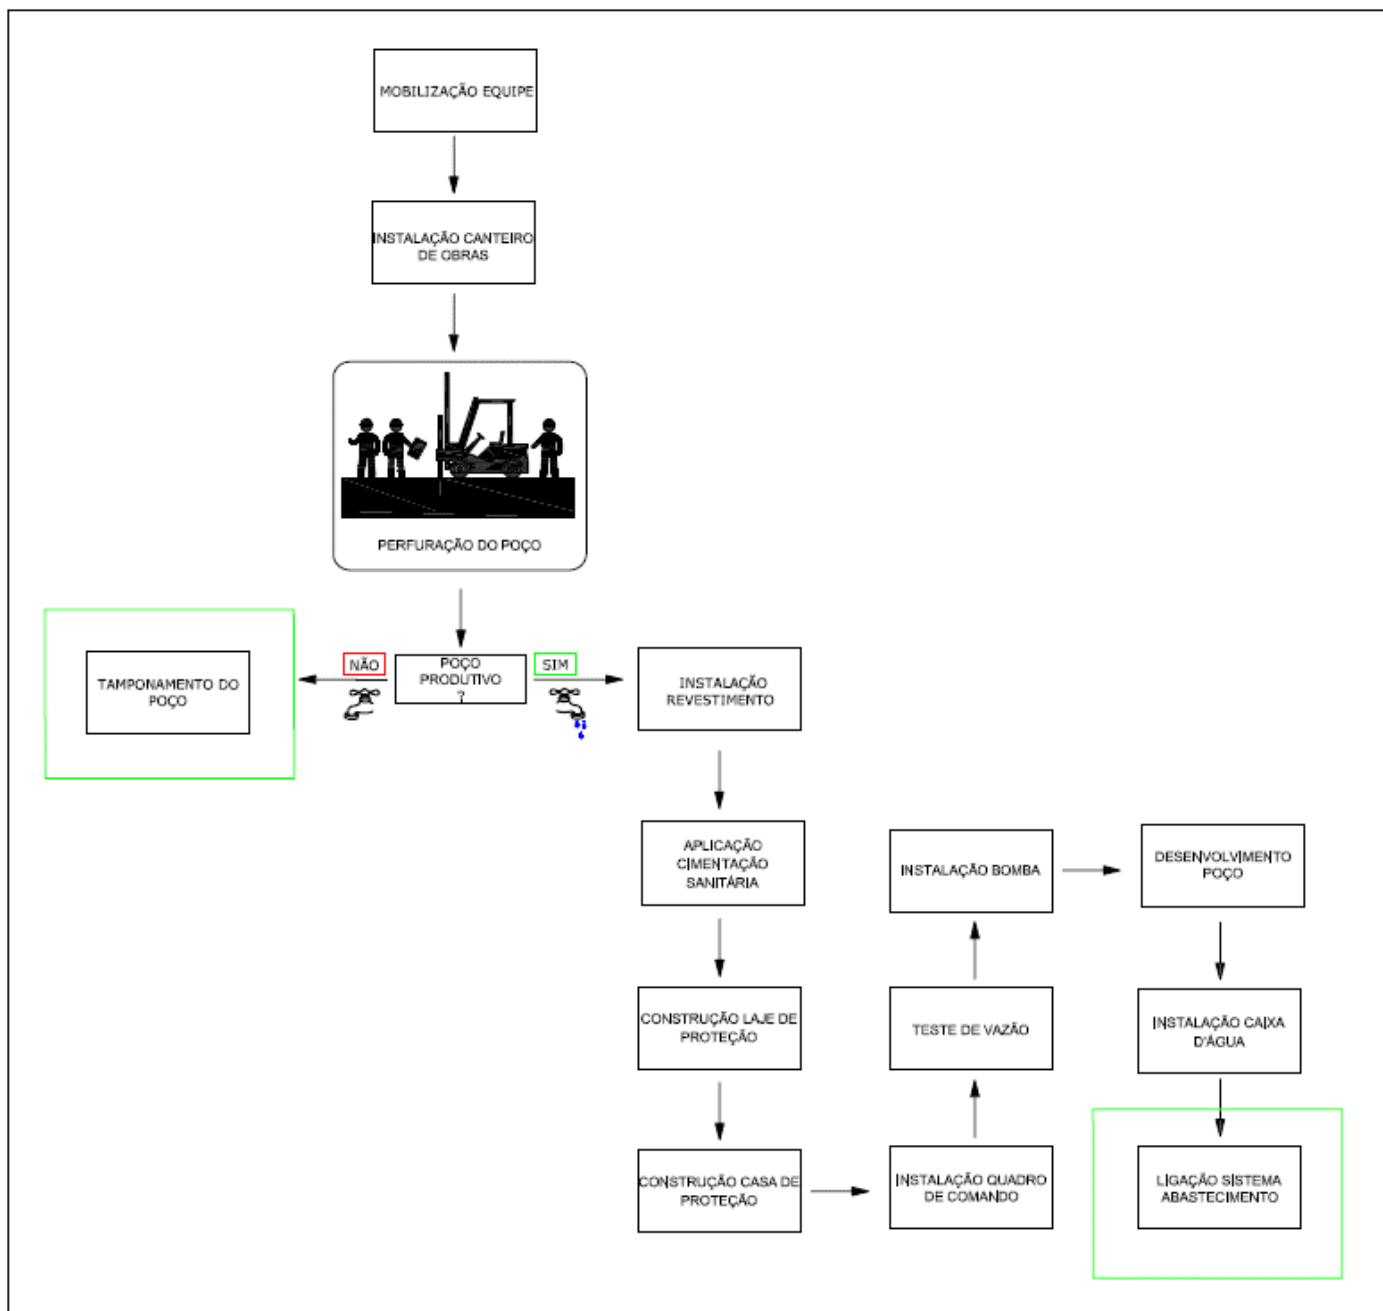 MOBILIZAÇÃO EQUIPE
INSTALAÇÃO CANTEIRO
DE OBRAS
PERFURAÇÃO DO POÇO
NÃO
POÇO
PRODUTIVO
?
SIM
TAMPONAMENTO DO
POÇO
INSTALAÇÃO
REVESTIMENTO
APLICAÇÃO
CIMENTAÇÃO
SANITÁRIA
CONSTRUÇÃO LAJE DE
PROTEÇÃO
CONSTRUÇÃO CASA DE
PROTEÇÃO
INSTALAÇÃO QUADRO
DE COMANDO
TESTE DE VAZÃO
INSTALAÇÃO BOMBA
DESENVOLVIMENTO
POÇO
INSTALAÇÃO CAIXA
D'ÁGUA
LIGAÇÃO SISTEMA
ABASTECIMENTO